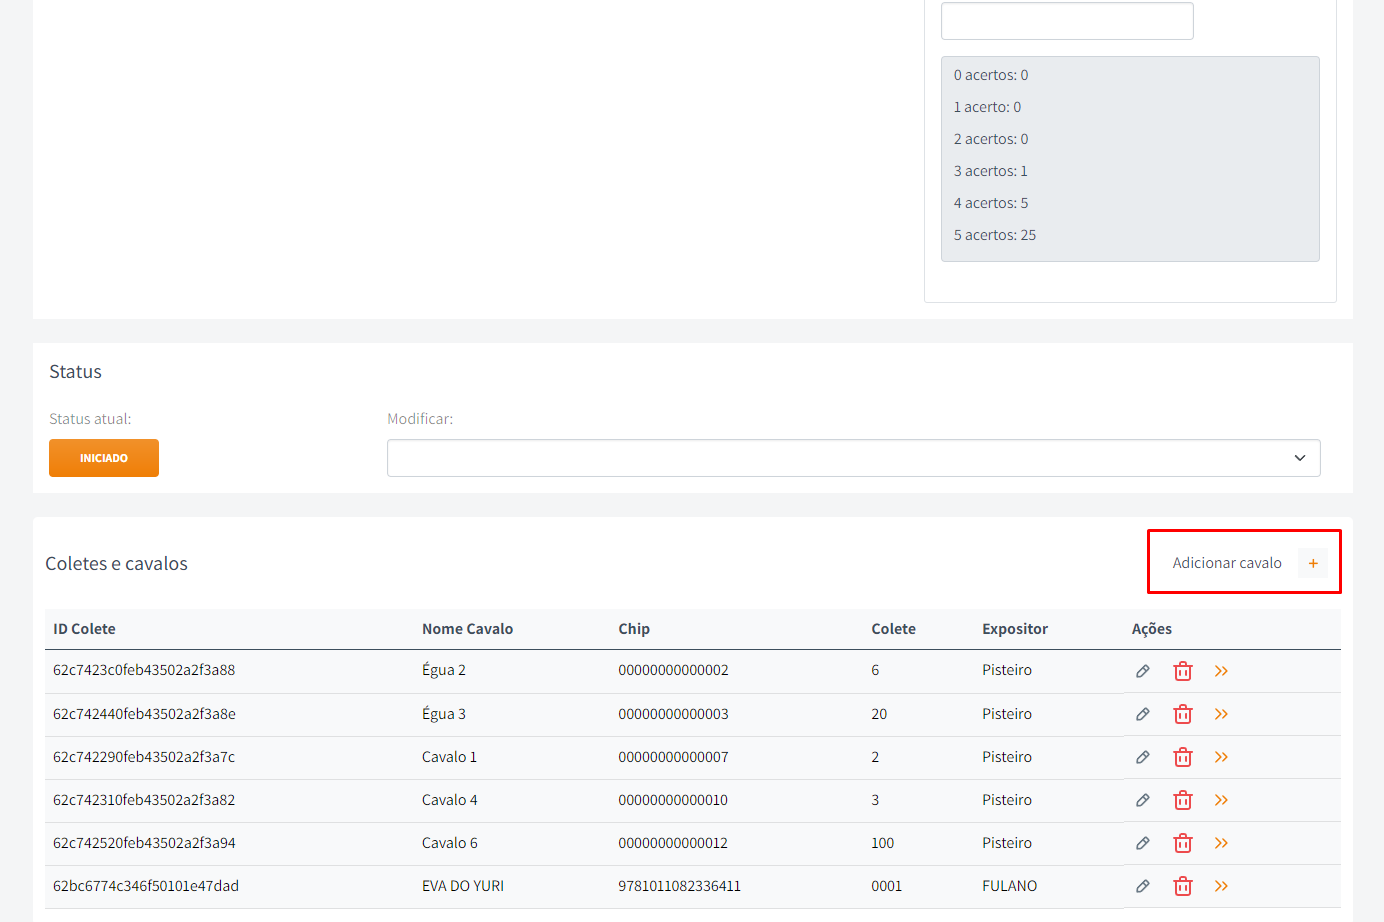 0 acertos: 0
1 acerto: 0
2 acertos: 0
3 acertos: 1
4 acertos: 5
5 acertos: 25
Status
Status atual: Modificar:
INICIADO
Coletes e cavalos Adicionar cavalo +
ID Colete Nome Cavalo Chip Colete Expositor Ações
62c7423c0feb43502a2f3a88 Égua 2 00000000000002 6 Pisteiro
62c742440feb43502a2f3a8e Égua 3 00000000000003 20 Pisteiro
62c742290feb43502a2f3a7c Cavalo 1 00000000000007 2 Pisteiro
62c742310feb43502a2f3a82 Cavalo 4 00000000000010 3 Pisteiro
62c742520feb43502a2f3a94 Cavalo 6 00000000000012 100 Pisteiro
62bc6774c346f50101e47dad EVA DO YURI 9781011082336411 0001 FULANO